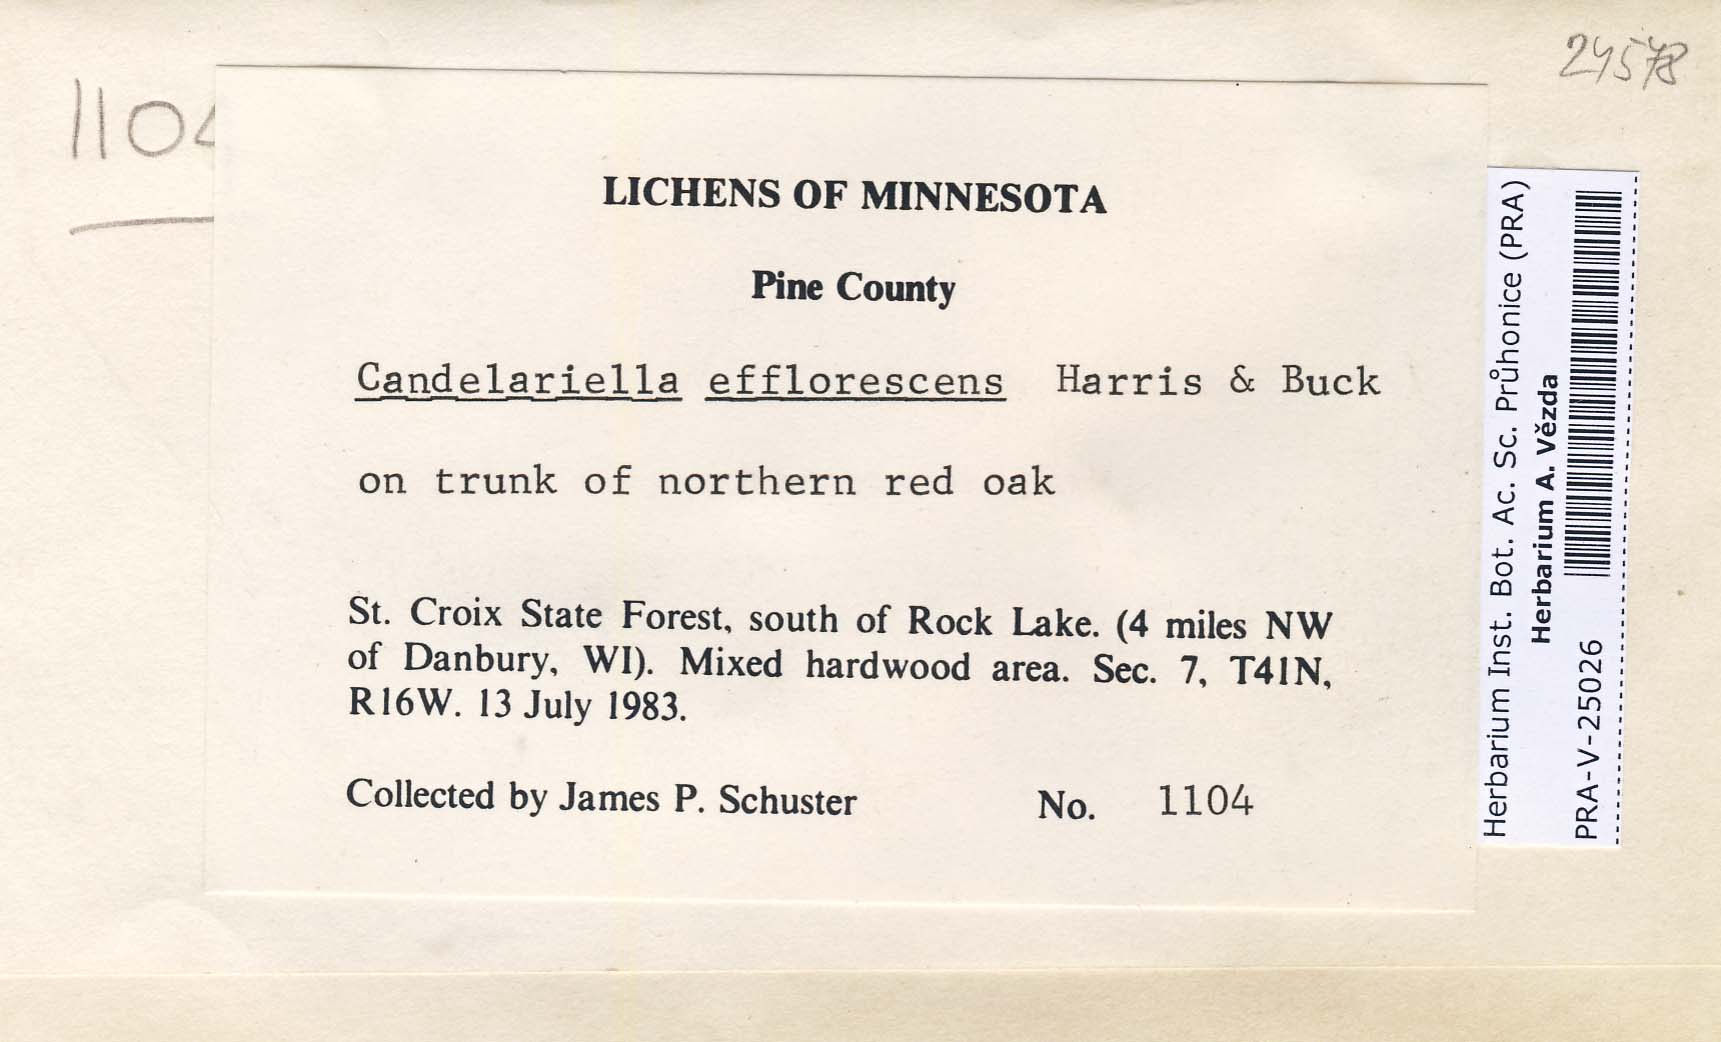 24578
1104
LICHENS OF MINNESOTA
Pine County
Candelariella efflorescens Harris & Buck
on trunk of northern red oak
St. Croix State Forest, south of Rock Lake. (4 miles NW
of Danbury, WI). Mixed hardwood area. Sec. 7, T41N,
R16W. 13 July 1983.
Collected by James P. Schuster No. 1104
Herbarium Inst. Bot. Ac. Sc. Průhonice (PRA)
Herbarium A. Vězda
PRA-V-25026